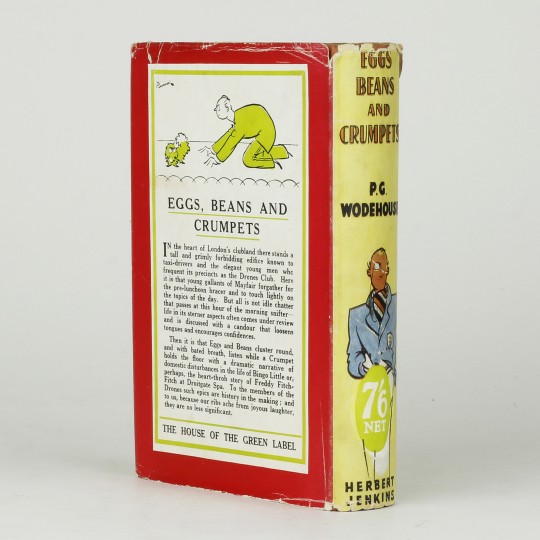 EGGS, BEANS AND
CRUMPETS
IN the heart of London's clubland there stands a
tall and grimly forbidding edifice known to
taxi-drivers and the elegant young men who
frequent its precincts as the Drones Club. Here
it is that young gallants of Mayfair forgather for
the pre-luncheon bracer and to touch lightly on
the topics of the day. But all is not idle chatter
that passes at this hour of the morning snifter—
life in its sterner aspects often comes under review
and is discussed with a candour that loosens
tongues and encourages confidences.
Then it is that Eggs and Beans cluster round,
and with bated breath, listen while a Crumpet
holds the floor with a dramatic narrative of
domestic disturbances in the life of Bingo Little or,
perhaps, the heart-throb story of Freddy Fitch-
Fitch at Droitgate Spa. To the members of the
Drones such epics are history in the making; and
to us, because our ribs ache from joyous laughter,
they are no less significant.
THE HOUSE OF THE GREEN LABEL
EGGS
BEANS
AND
CRUMPETS
P.G.
WODEHOUSE
7'6
NET
HERBERT
JENKINS